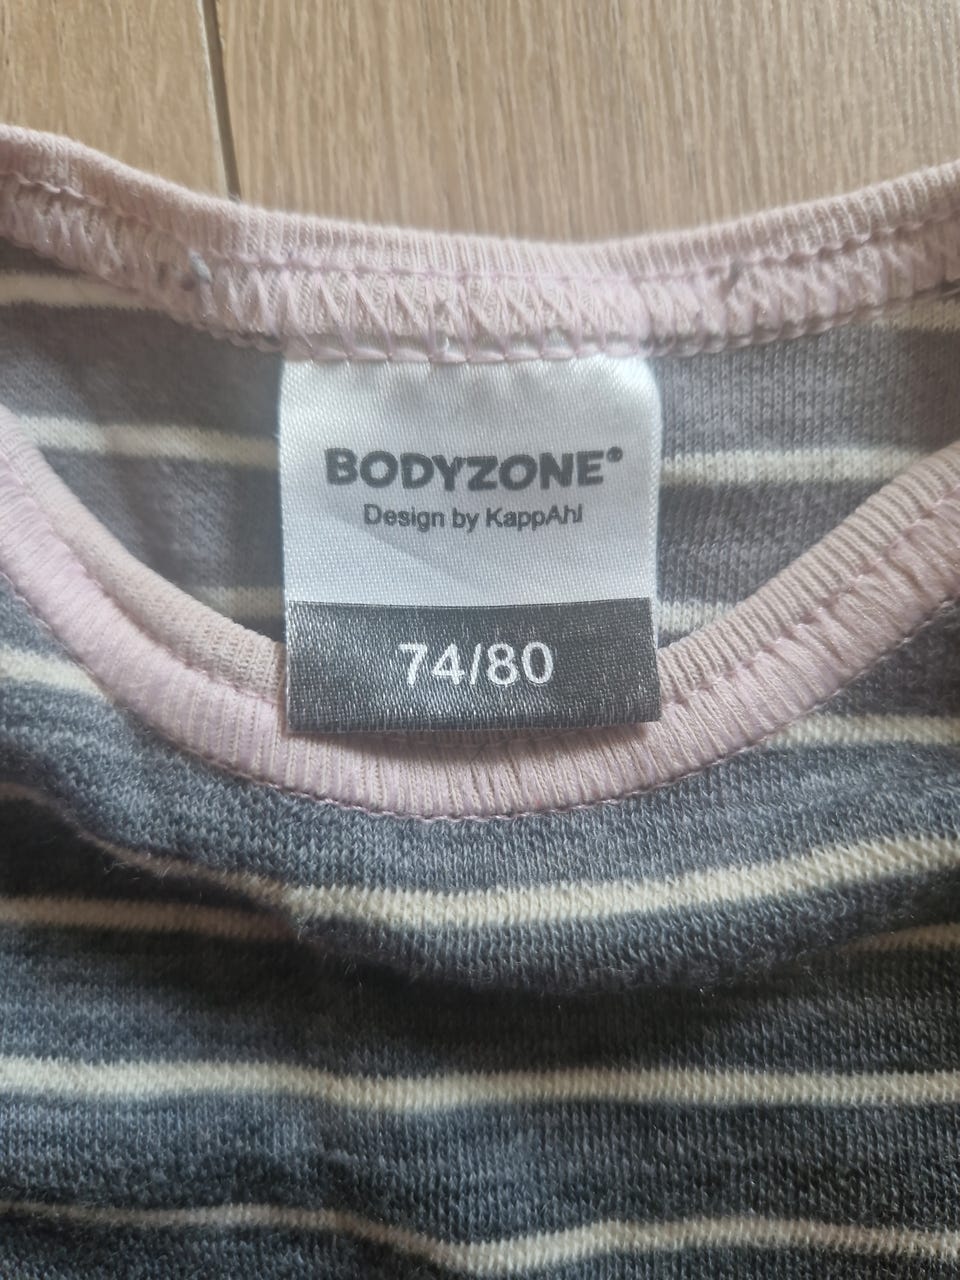 BODYZONE®
Design by KappAhl
74/80